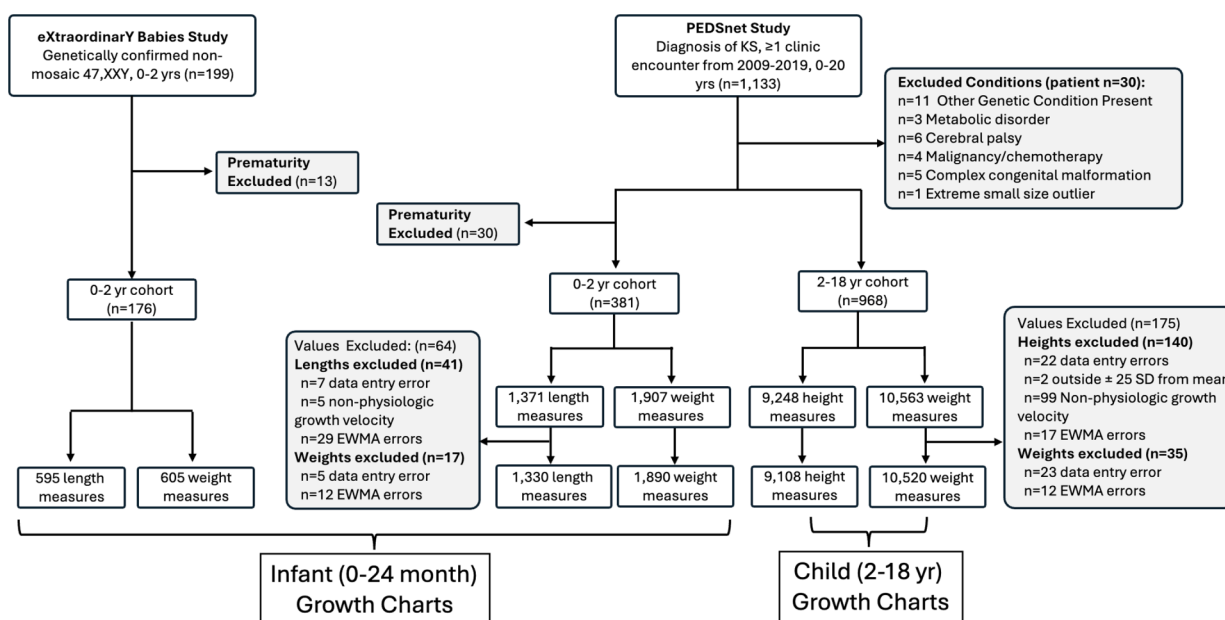 eXtraordinarY Babies Study
Genetically confirmed non-
mosaic 47,XXY, 0-2 yrs (n=199)
PEDSnet Study
Diagnosis of KS, ≥1 clinic
encounter from 2009-2019, 0-20
yrs (n=1,133)
Excluded Conditions (patient n=30):
n=11 Other Genetic Condition Present
n=3 Metabolic disorder
n=6 Cerebral palsy
n=4 Malignancy/chemotherapy
n=5 Complex congenital malformation
n=1 Extreme small size outlier
Prematurity
Excluded (n=13)
Prematurity
Excluded (n=30)
0-2 yr cohort
(n=176)
0-2 yr cohort
(n=381)
2-18 yr cohort
(n=968)
Values Excluded: (n=64)
Lengths excluded (n=41)
n=7 data entry error
n=5 non-physiologic
growth velocity
n=29 EWMA errors
Weights excluded (n=17)
n=5 data entry error
n=12 EWMA errors
Values Excluded (n=175)
Heights excluded (n=140)
n=22 data entry errors
n=2 outside ± 25 SD from mean
n=99 Non-physiologic growth
velocity
n=17 EWMA errors
Weights excluded (n=35)
n=23 data entry error
n=12 EWMA errors
1,371 length
measures
1,907 weight
measures
9,248 height
measures
10,563 weight
measures
595 length
measures
605 weight
measures
1,330 length
measures
1,890 weight
measures
9,108 height
measures
10,520 weight
measures
Infant (0-24 month)
Growth Charts
Child (2-18 yr)
Growth Charts